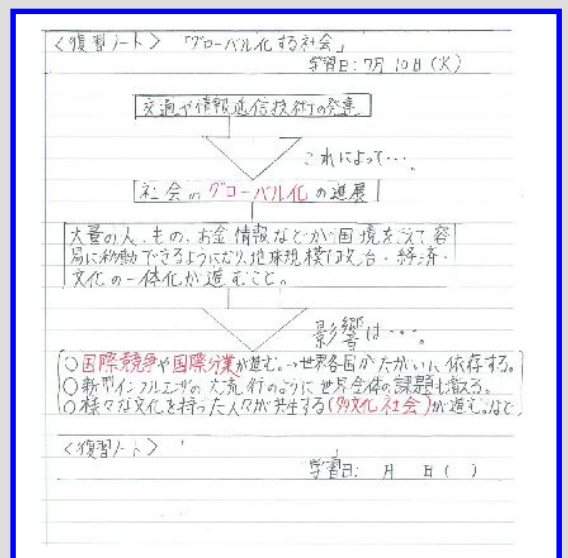 <復習ノート> 「グローバル化する社会」
学習日:7月10日(火)
交通や情報通信技術の発達
これによって・・・。
社会のグローバル化の進展
大量の人、もの、お金、情報などが国境をこえて容
易に移動できるようになり、地球規模で政治・経済・
文化の一体化が進むこと。
影響は・・・。
○国際競争や国際分業が進む。→世界各国がたがいに依存する。
○新型インフルエンザの大流行のように世界全体の課題も増える。
○様々な文化を持った人々が共生する(多文化社会)が進む。など
<復習ノート>
学習日: 月 日( )